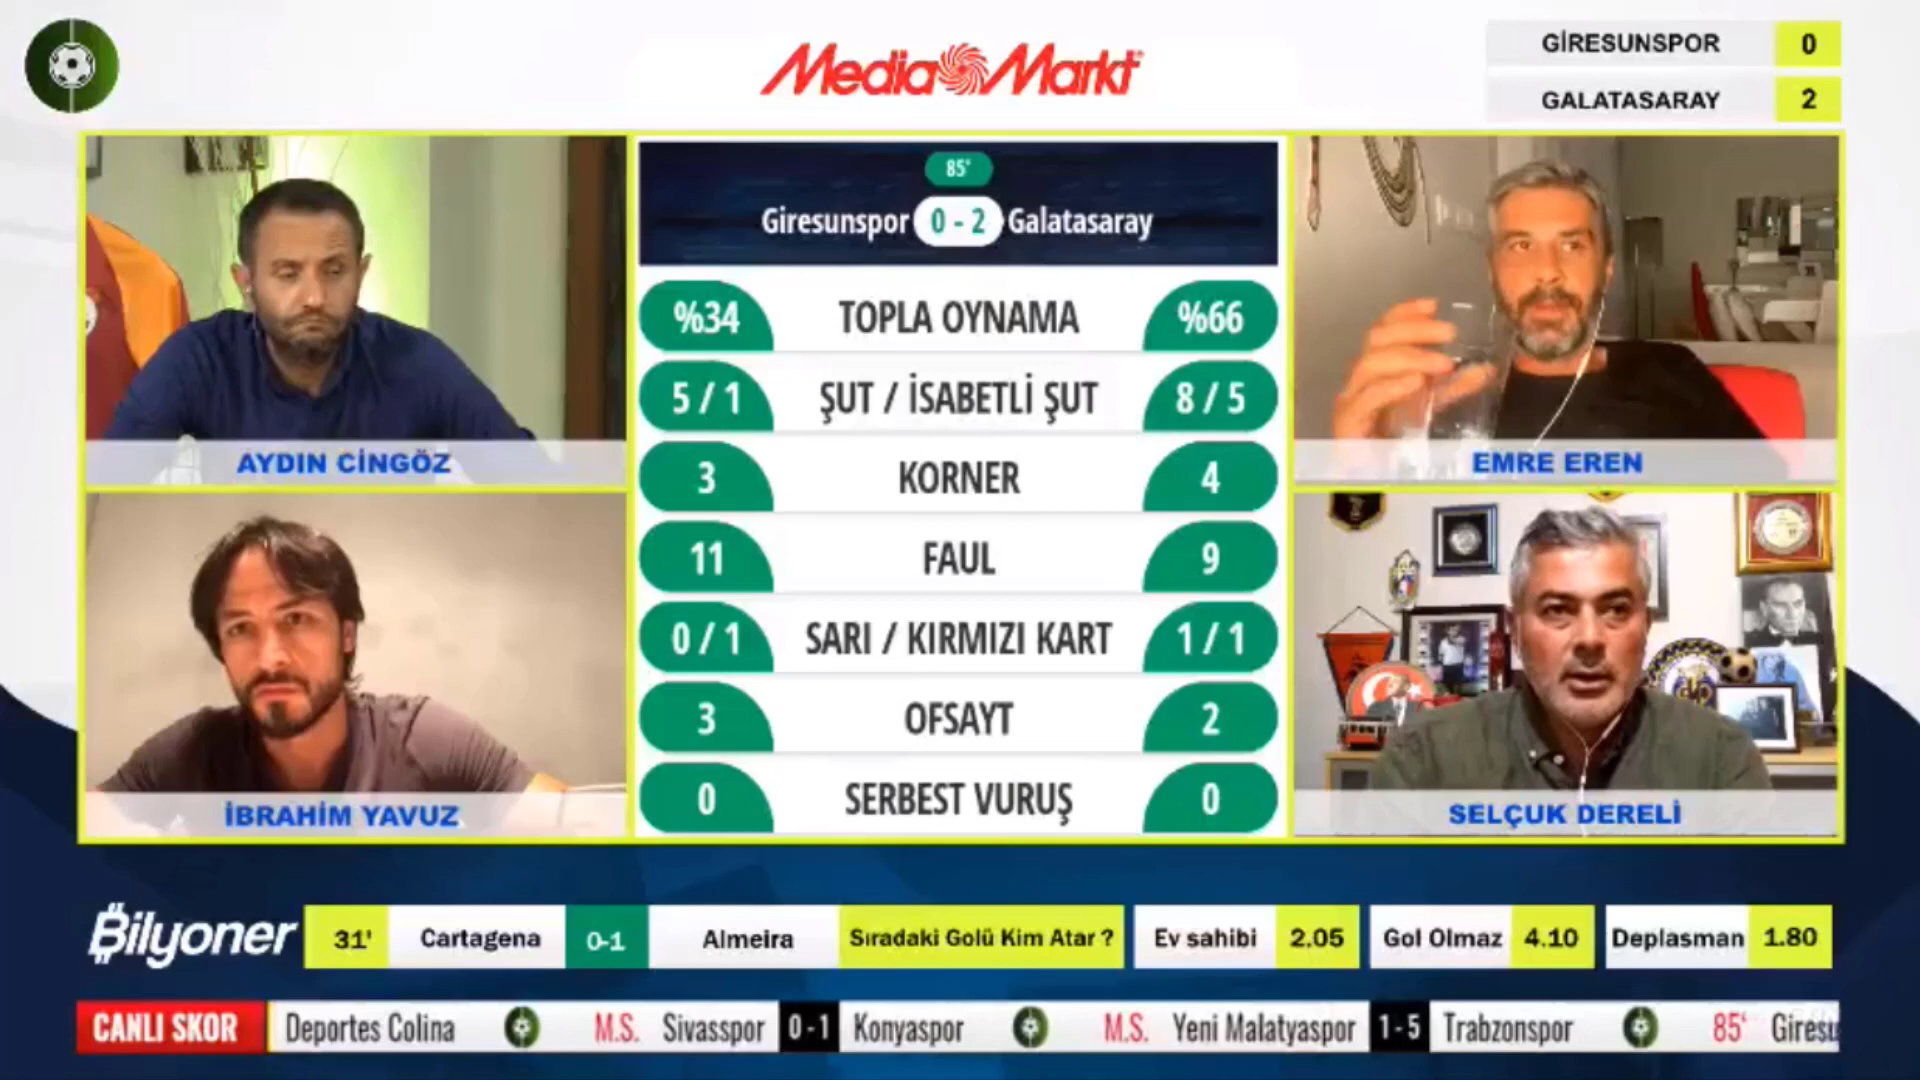 MediaMarkt
GİRESUNSPOR 0
GALATASARAY 2
85'
Giresunspor 0 - 2 Galatasaray
%34 TOPLA OYNAMA %66
5 / 1 ŞUT / İSABETLİ ŞUT 8 / 5
3 KORNER 4
11 FAUL 9
0 / 1 SARI / KIRMIZI KART 1 / 1
3 OFSAYT 2
0 SERBEST VURUŞ 0
AYDIN CİNGÖZ
EMRE EREN
İBRAHİM YAVUZ
SELÇUK DERELİ
Bilyoner 31' Cartagena 0-1 Almeira Sıradaki Golü Kim Atar ? Ev sahibi 2.05 Gol Olmaz 4.10 Deplasman 1.80
CANLI SKOR Deportes Colina M.S. Sivasspor 0-1 Konyaspor M.S. Yeni Malatyaspor 1-5 Trabzonspor 85' Giresu